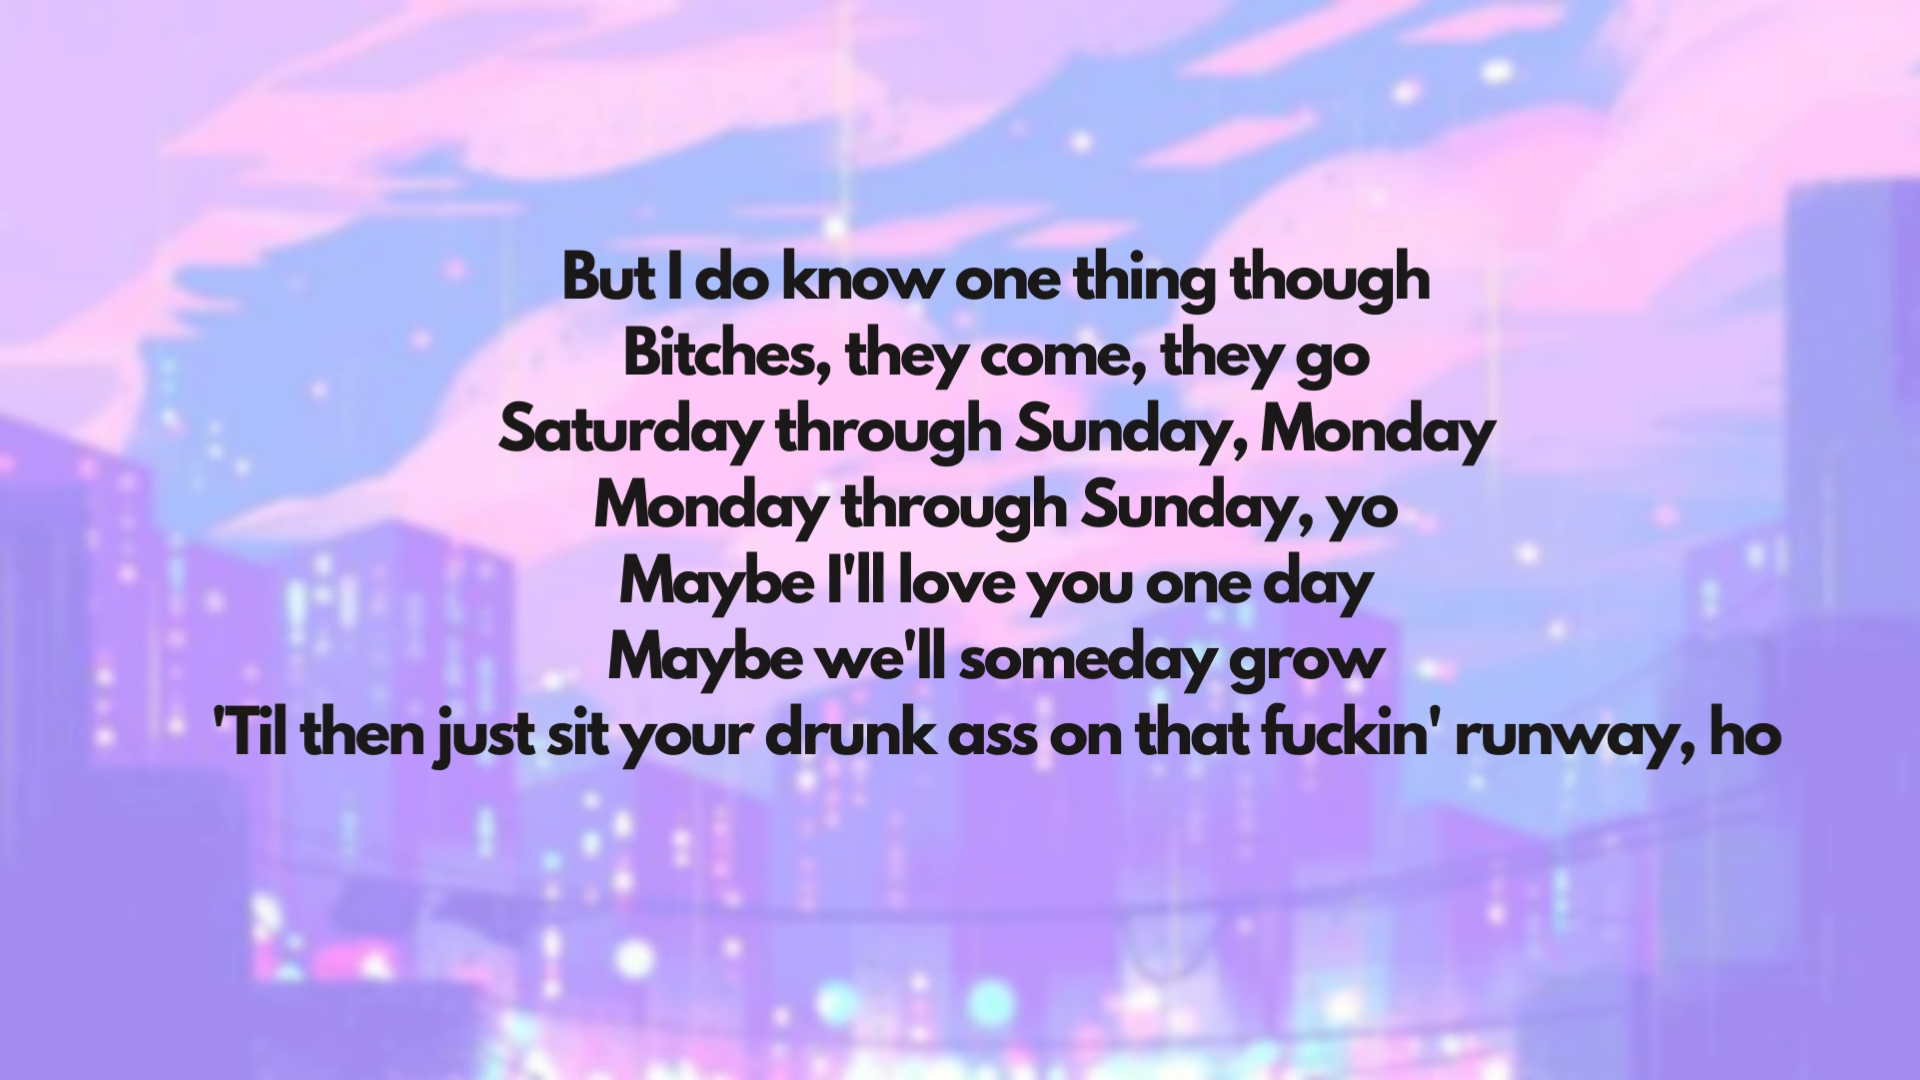 But I do know one thing though
Bitches, they come, they go
Saturday through Sunday, Monday
Monday through Sunday, yo
Maybe I'll love you one day
Maybe we'll someday grow
'Til then just sit your drunk ass on that fuckin' runway, ho